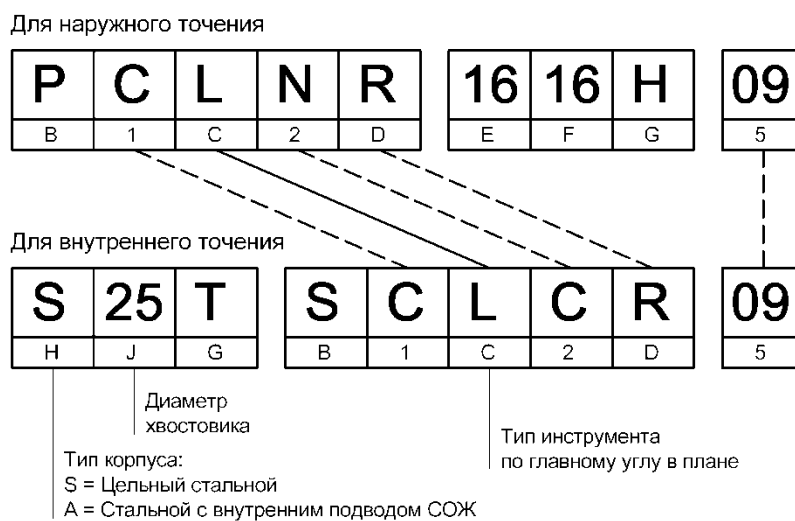 Для наружного точения
P C L N R 16 16 H 09
B 1 C 2 D E F G 5
Для внутреннего точения
S 25 T S C L C R 09
H J G B 1 C 2 D 5
Диаметр
хвостовика
Тип инструмента
по главному углу в плане
Тип корпуса:
S = Цельный стальной
A = Стальной с внутренним подводом СОЖ